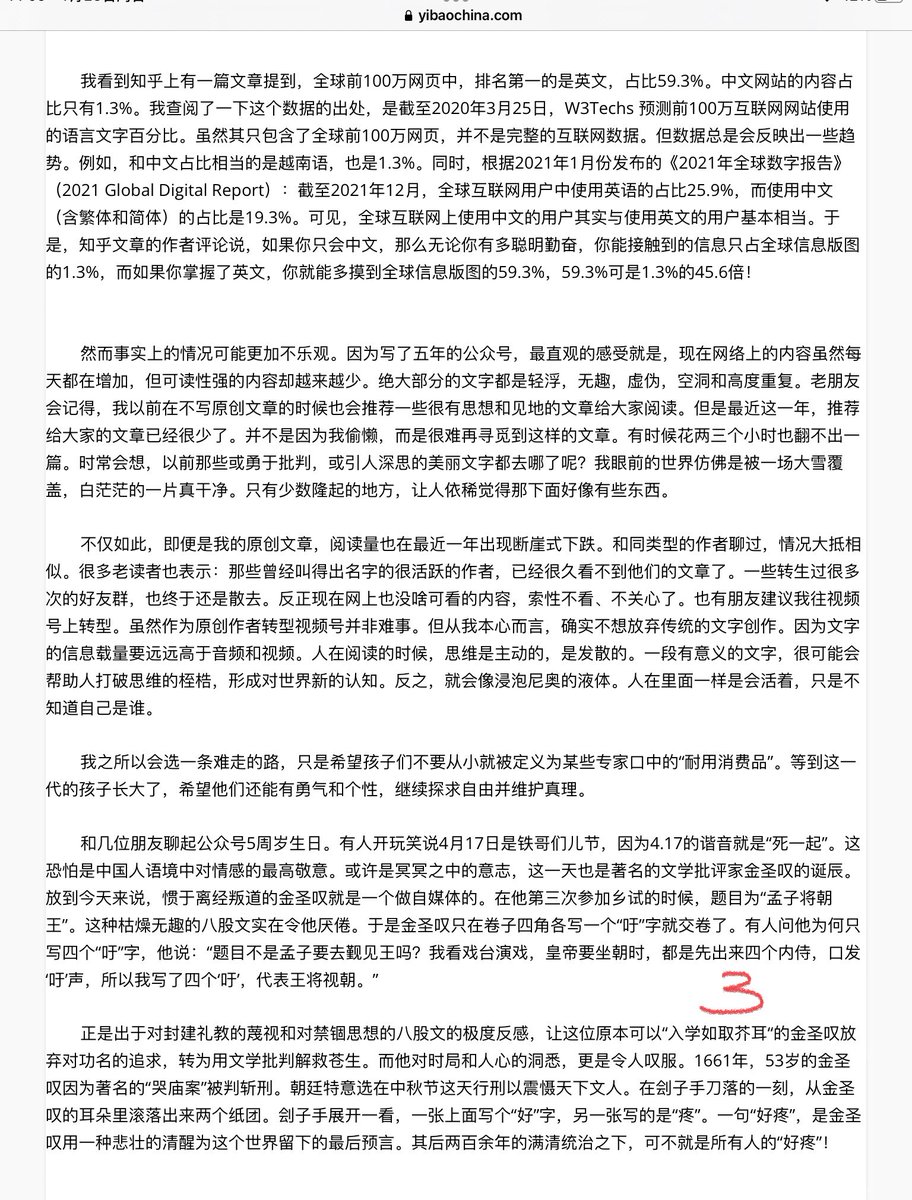 yibaochina.com
我看到知乎上有一篇文章提到，全球前100万网页中，排名第一的是英文，占比59.3%。中文网站的内容占
比只有1.3%。我查阅了一下这个数据的出处，是截至2020年3月25日，W3Techs 预测前100万互联网网站使用
的语言文字百分比。虽然其只包含了全球前100万网页，并不是完整的互联网数据。但数据总是会反映出一些趋
势。例如，和中文占比相当的是越南语，也是1.3%。同时，根据2021年1月份发布的《2021年全球数字报告》
（2021 Global Digital Report）：截至2021年12月，全球互联网用户中使用英语的占比25.9%，而使用中文
（含繁体和简体）的占比是19.3%。可见，全球互联网上使用中文的用户其实与使用英文的用户基本相当。于
是，知乎文章的作者评论说，如果你只会中文，那么无论你有多聪明勤奋，你能接触到的信息只占全球信息版图
的1.3%，而如果你掌握了英文，你就能多摸到全球信息版图的59.3%，59.3%可是1.3%的45.6倍！
然而事实上的情况可能更加不乐观。因为写了五年的公众号，最直观的感受就是，现在网络上的内容虽然每
天都在增加，但可读性强的内容却越来越少。绝大部分的文字都是轻浮，无趣，虚伪，空洞和高度重复。老朋友
会记得，我以前在不写原创文章的时候也会推荐一些很有思想和见地的文章给大家阅读。但是最近这一年，推荐
给大家的文章已经很少了。并不是因为我偷懒，而是很难再寻觅到这样的文章。有时候花两三个小时也翻不出一
篇。时常会想，以前那些或勇于批判，或引人深思的美丽文字都去哪了呢？我眼前的世界仿佛是被一场大雪覆
盖，白茫茫的一片真干净。只有少数隆起的地方，让人依稀觉得那下面好像有些东西。
不仅如此，即便是我的原创文章，阅读量也在最近一年出现断崖式下跌。和同类型的作者聊过，情况大抵相
似。很多老读者也表示：那些曾经叫得出名字的很活跃的作者，已经很久看不到他们的文章了。一些转生过很多
次的好友群，也终于还是散去。反正现在网上也没啥可看的内容，索性不看、不关心了。也有朋友建议我往视频
号上转型。虽然作为原创作者转型视频号并非难事。但从我本心而言，确实不想放弃传统的文字创作。因为文字
的信息载量要远远高于音频和视频。人在阅读的时候，思维是主动的，是发散的。一段有意义的文字，很可能会
帮助人打破思维的桎梏，形成对世界新的认知。反之，就会像浸泡尼奥的液体。人在里面一样是会活着，只是不
知道自己是谁。
我之所以会选一条难走的路，只是希望孩子们不要从小就被定义为某些专家口中的“耐用消费品”。等到这一
代的孩子长大了，希望他们还能有勇气和个性，继续探求自由并维护真理。
和几位朋友聊起公众号5周岁生日。有人开玩笑说4月17日是铁哥们儿节，因为4.17的谐音就是“死一起”。这
恐怕是中国人语境中对情感的最高敬意。或许是冥冥之中的意志，这一天也是著名的文学批评家金圣叹的诞辰。
放到今天来说，惯于离经叛道的金圣叹就是一个做自媒体的。在他第三次参加乡试的时候，题目为“孟子将朝
王”。这种枯燥无趣的八股文实在令他厌倦。于是金圣叹只在卷子四角各写一个“吁”字就交卷了。有人问他为何只
写四个“吁”字，他说：“题目不是孟子要去觐见王吗？我看戏台演戏，皇帝要坐朝时，都是先出来四个内侍，口发
‘吁’声，所以我写了四个‘吁’，代表王将视朝。”
3
正是出于对封建礼教的蔑视和对禁锢思想的八股文的极度反感，让这位原本可以“入学如取芥耳”的金圣叹放
弃对功名的追求，转为用文学批判解救苍生。而他对时局和人心的洞悉，更是令人叹服。1661年，53岁的金圣
叹因为著名的“哭庙案”被判斩刑。朝廷特意选在中秋节这天行刑以震慑天下文人。在刽子手刀落的一刻，从金圣
叹的耳朵里滚落出来两个纸团。刽子手展开一看，一张上面写个“好”字，另一张写的是“疼”。一句“好疼”，是金圣
叹用一种悲壮的清醒为这个世界留下的最后预言。其后两百余年的满清统治之下，可不就是所有人的“好疼”！